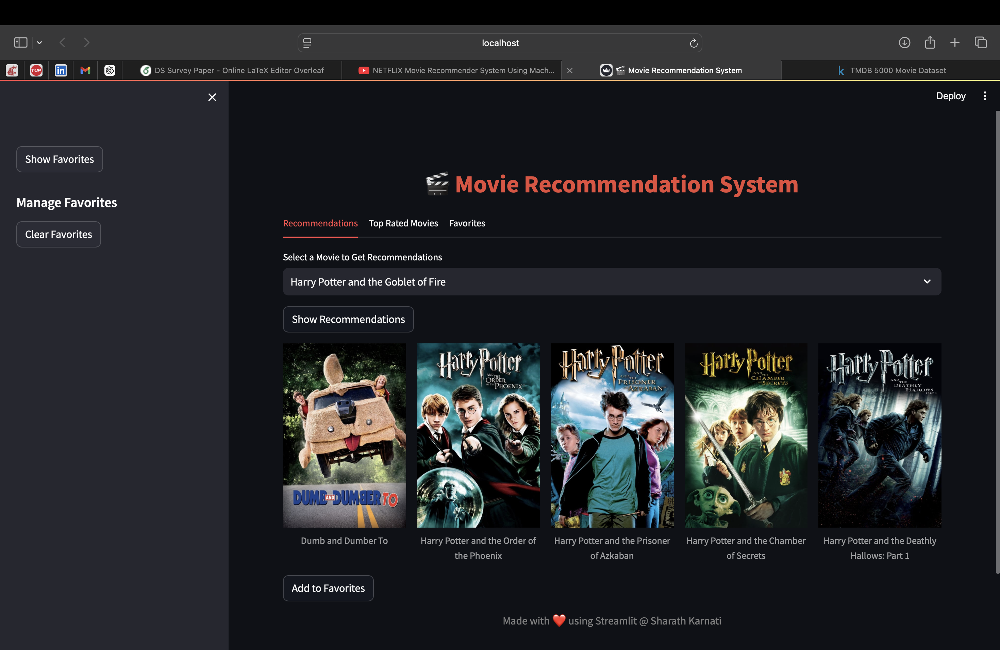 localhost
TUF
in
DS Survey Paper - Online LaTeX Editor Overleaf
NETFLIX Movie Recommender System Using Mach...
🎬 Movie Recommendation System
k TMDB 5000 Movie Dataset
Deploy
Show Favorites
Manage Favorites
Clear Favorites
🎬 Movie Recommendation System
Recommendations Top Rated Movies Favorites
Select a Movie to Get Recommendations
Harry Potter and the Goblet of Fire
Show Recommendations
DUMB AND DUMBER TO
Harry Potter
AND THE
ORDER
OF THE PHOENIX
Harry Potter
AND THE
PRISONER
OF AZKABAN
Harry Potter
AND THE
CHAMBER
OF SECRETS
Harry Potter
AND THE
DEATHLY
HALLOWS
PART 1
Dumb and Dumber To
Harry Potter and the Order of
the Phoenix
Harry Potter and the Prisoner
of Azkaban
Harry Potter and the Chamber
of Secrets
Harry Potter and the Deathly
Hallows: Part 1
Add to Favorites
Made with ❤️ using Streamlit @ Sharath Karnati